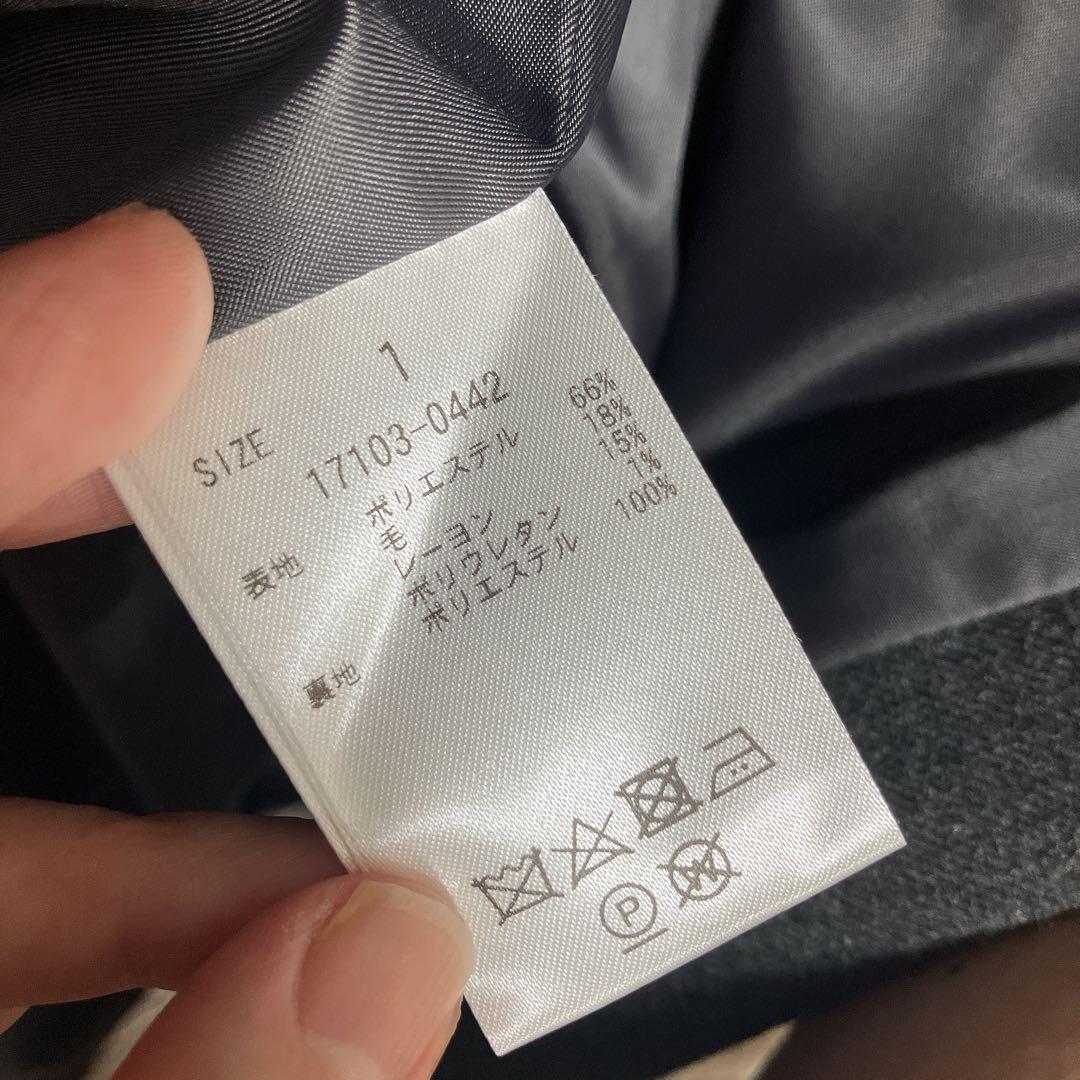 SIZE 1
17103-0442
表地 ポリエステル 66%
毛 18%
レーヨン 15%
ポリウレタン 1%
裏地 ポリエステル 100%
P W